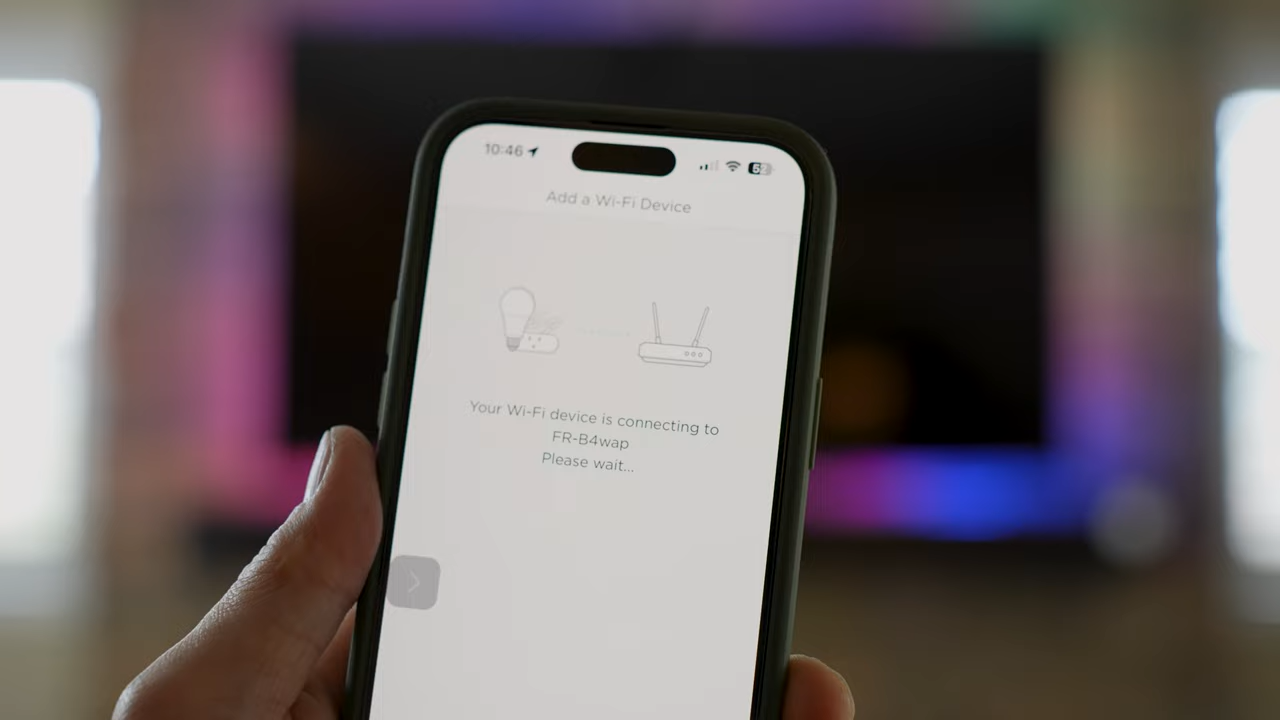 10:46
Add a Wi-Fi Device
Your Wi-Fi device is connecting to
FR-B4wap
Please wait...